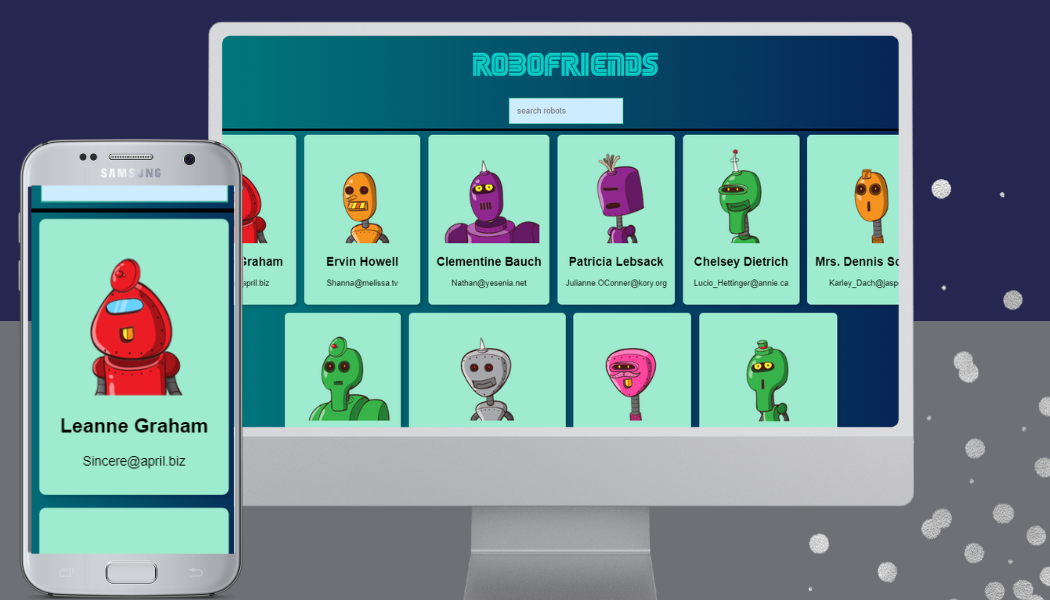 ROBOFRIENDS
search robots
Graham
april.biz
Ervin Howell
Shanna@melissa.tv
Clementine Bauch
Nathan@yesenia.net
Patricia Lebsack
Julianne.OConner@kory.org
Chelsey Dietrich
Lucio_Hettinger@annie.ca
Mrs. Dennis Sc
Karley_Dach@jasp
SAMSUNG
Leanne Graham
Sincere@april.biz